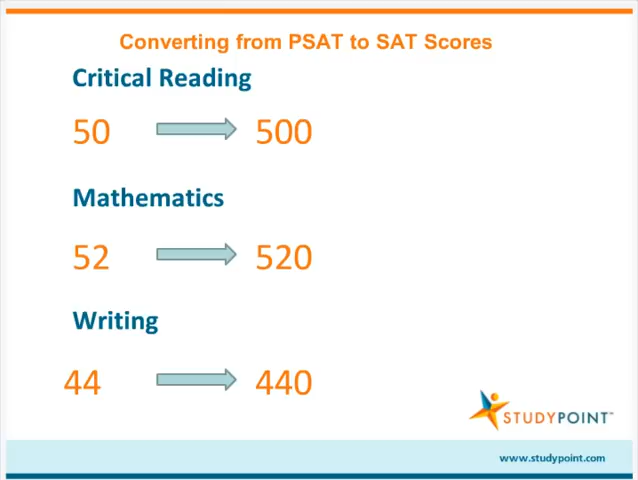 Converting from PSAT to SAT Scores
Critical Reading
50 500
Mathematics
52 520
Writing
44 440
STUDYPOINT™
www.studypoint.com